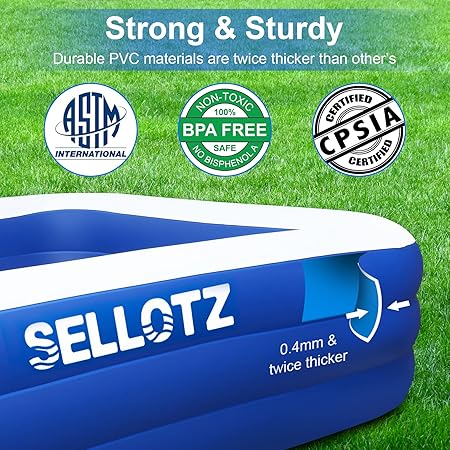 Strong & Sturdy
Durable PVC materials are twice thicker than other's
ASTM
INTERNATIONAL
NON-TOXIC
100%
BPA FREE
SAFE
NO BISPHENOL A
CERTIFIED
CPSIA
CERTIFIED
SELLOTZ
0.4mm &
twice thicker